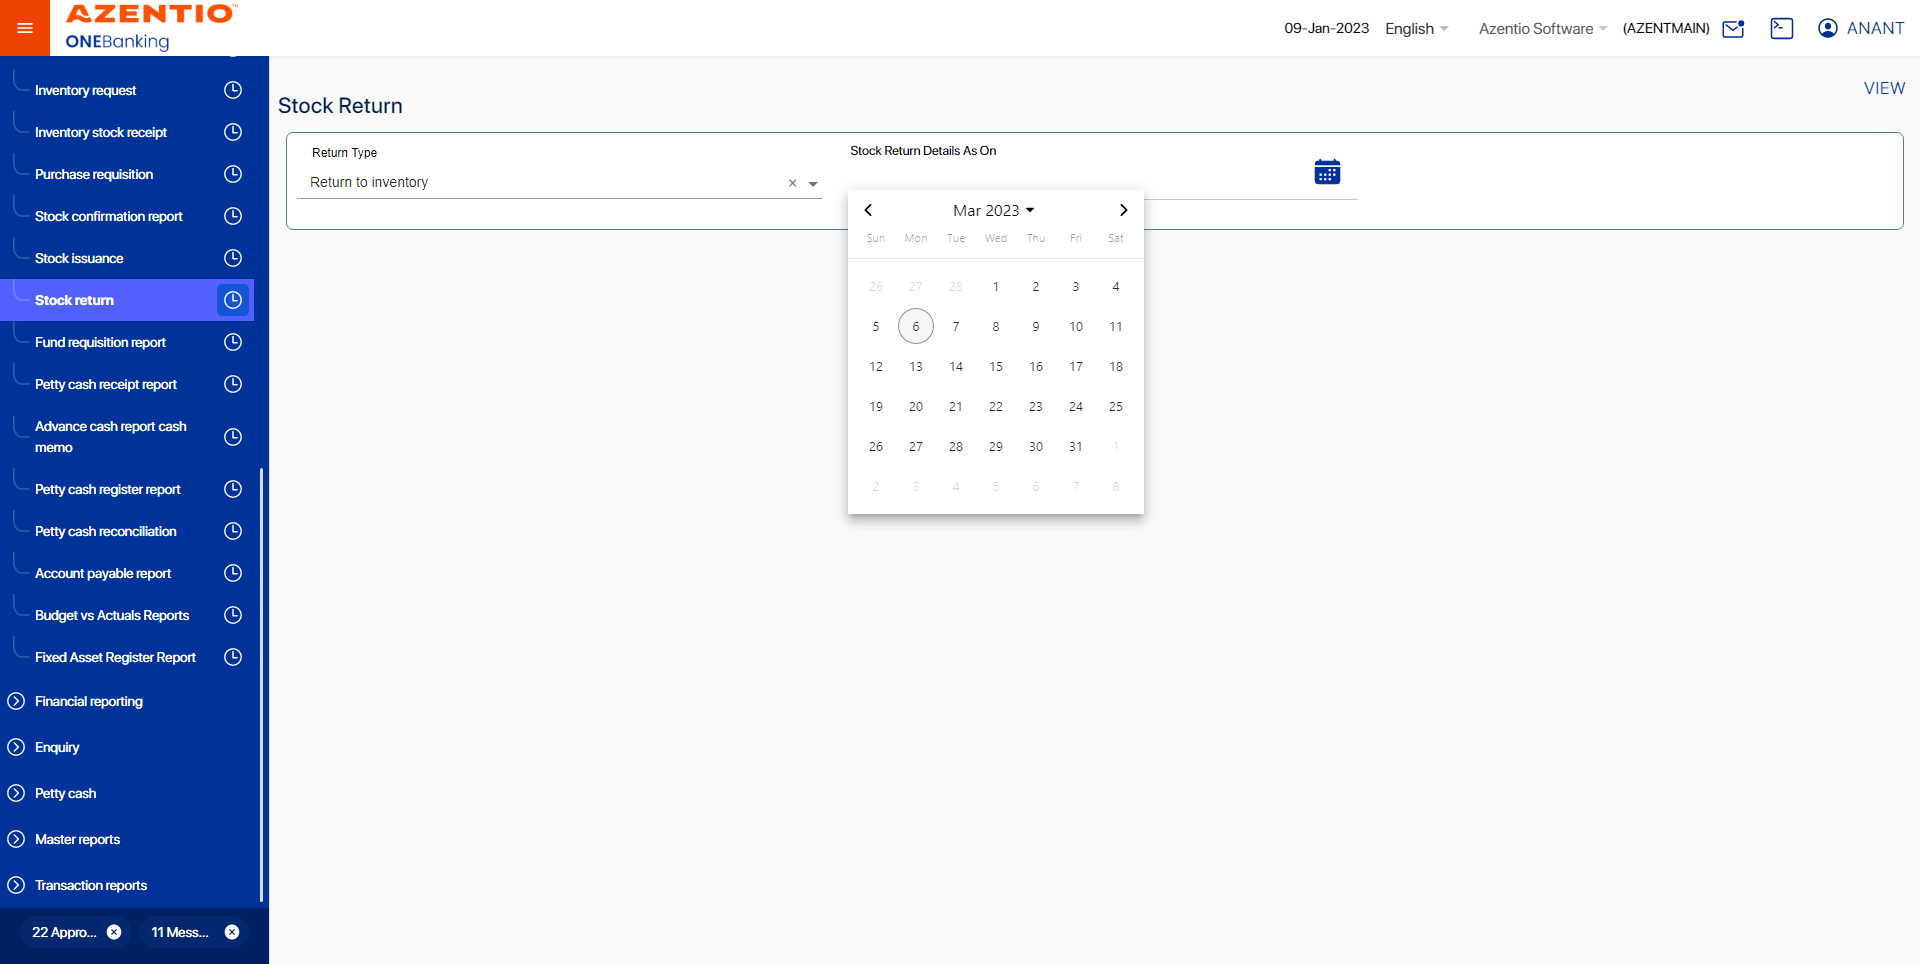 AZENTIO™
ONEBanking
09-Jan-2023 English Azentio Software (AZENTMAIN) ANANT
VIEW
Inventory request
Inventory stock receipt
Purchase requisition
Stock confirmation report
Stock issuance
Stock return
Fund requisition report
Petty cash receipt report
Advance cash report cash
memo
Petty cash register report
Petty cash reconciliation
Account payable report
Budget vs Actuals Reports
Fixed Asset Register Report
Financial reporting
Enquiry
Petty cash
Master reports
Transaction reports
22 Appro... 11 Mess...
Stock Return
Return Type
Return to inventory
Stock Return Details As On
Mar 2023
Sun Mon Tue Wed Thu Fri Sat
26 27 28 1 2 3 4
5 6 7 8 9 10 11
12 13 14 15 16 17 18
19 20 21 22 23 24 25
26 27 28 29 30 31 1
2 3 4 5 6 7 8